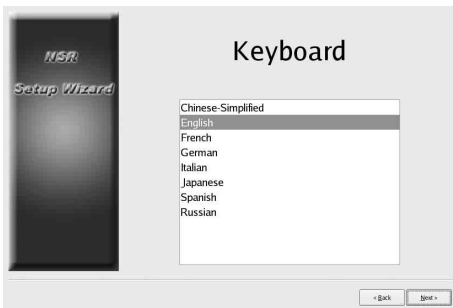 NSR
Setup Wizard
Keyboard
Chinese-Simplified
English
French
German
Italian
Japanese
Spanish
Russian
< Back
Next >